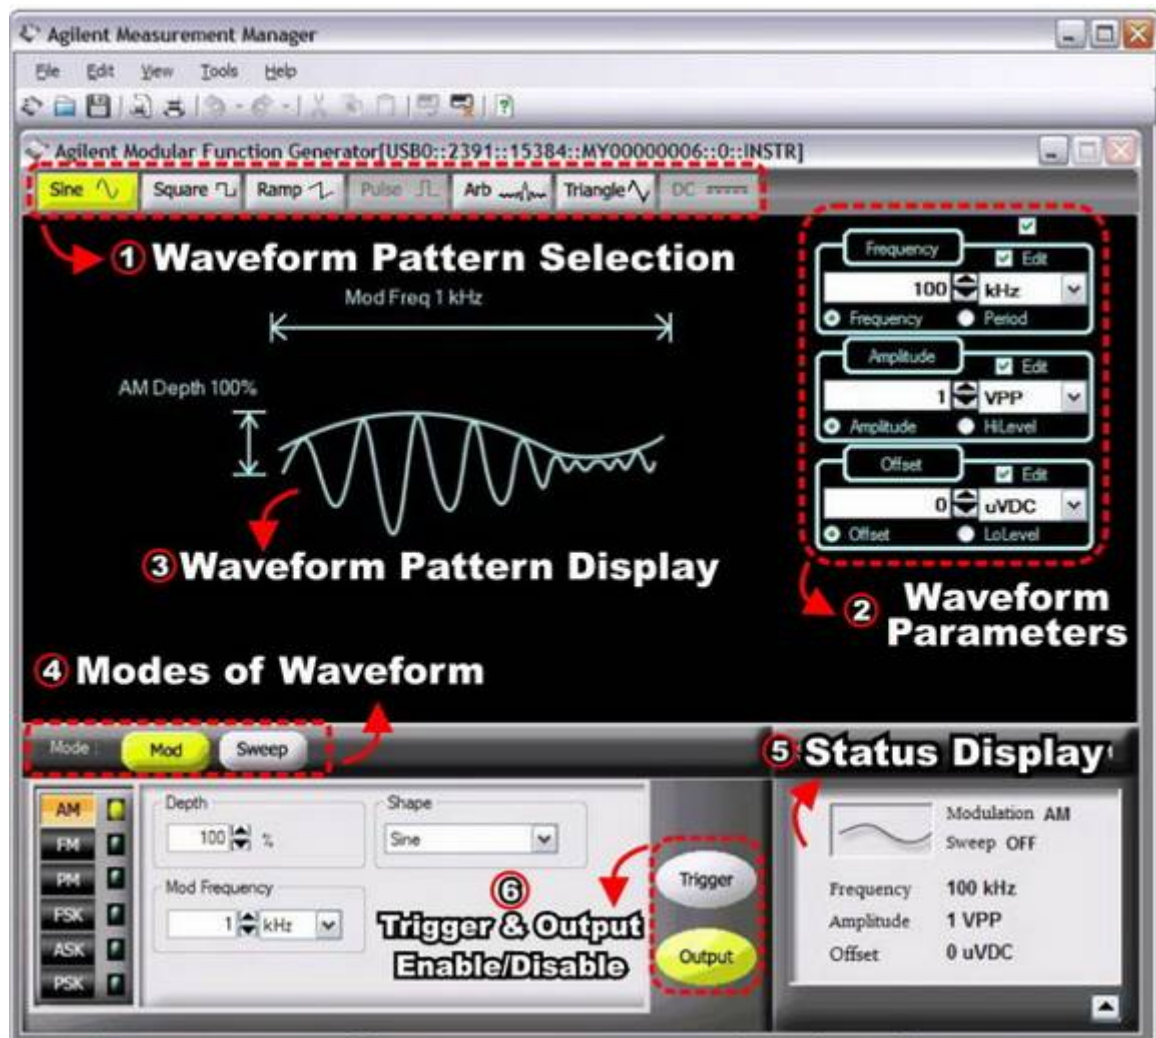 Agilent Measurement Manager
File Edit View Tools Help
Agilent Modular Function Generator[USB0::2391::15384::MY00000006::0::INSTR]
Sine Square Ramp Pulse Arb Triangle DC
① Waveform Pattern Selection
Mod Freq 1 kHz
AM Depth 100%
③ Waveform Pattern Display
Frequency
Edit
100 kHz
Frequency Period
Amplitude
Edit
1 VPP
Amplitude HiLevel
Offset
Edit
0 uVDC
Offset LoLevel
② Waveform
Parameters
④ Modes of Waveform
Mode : Mod Sweep
⑤ Status Display
AM
FM
PM
FSK
ASK
PSK
Depth
100 %
Shape
Sine
Mod Frequency
1 kHz
⑥
Trigger & Output
Enable/Disable
Trigger
Output
Modulation AM
Sweep OFF
Frequency 100 kHz
Amplitude 1 VPP
Offset 0 uVDC